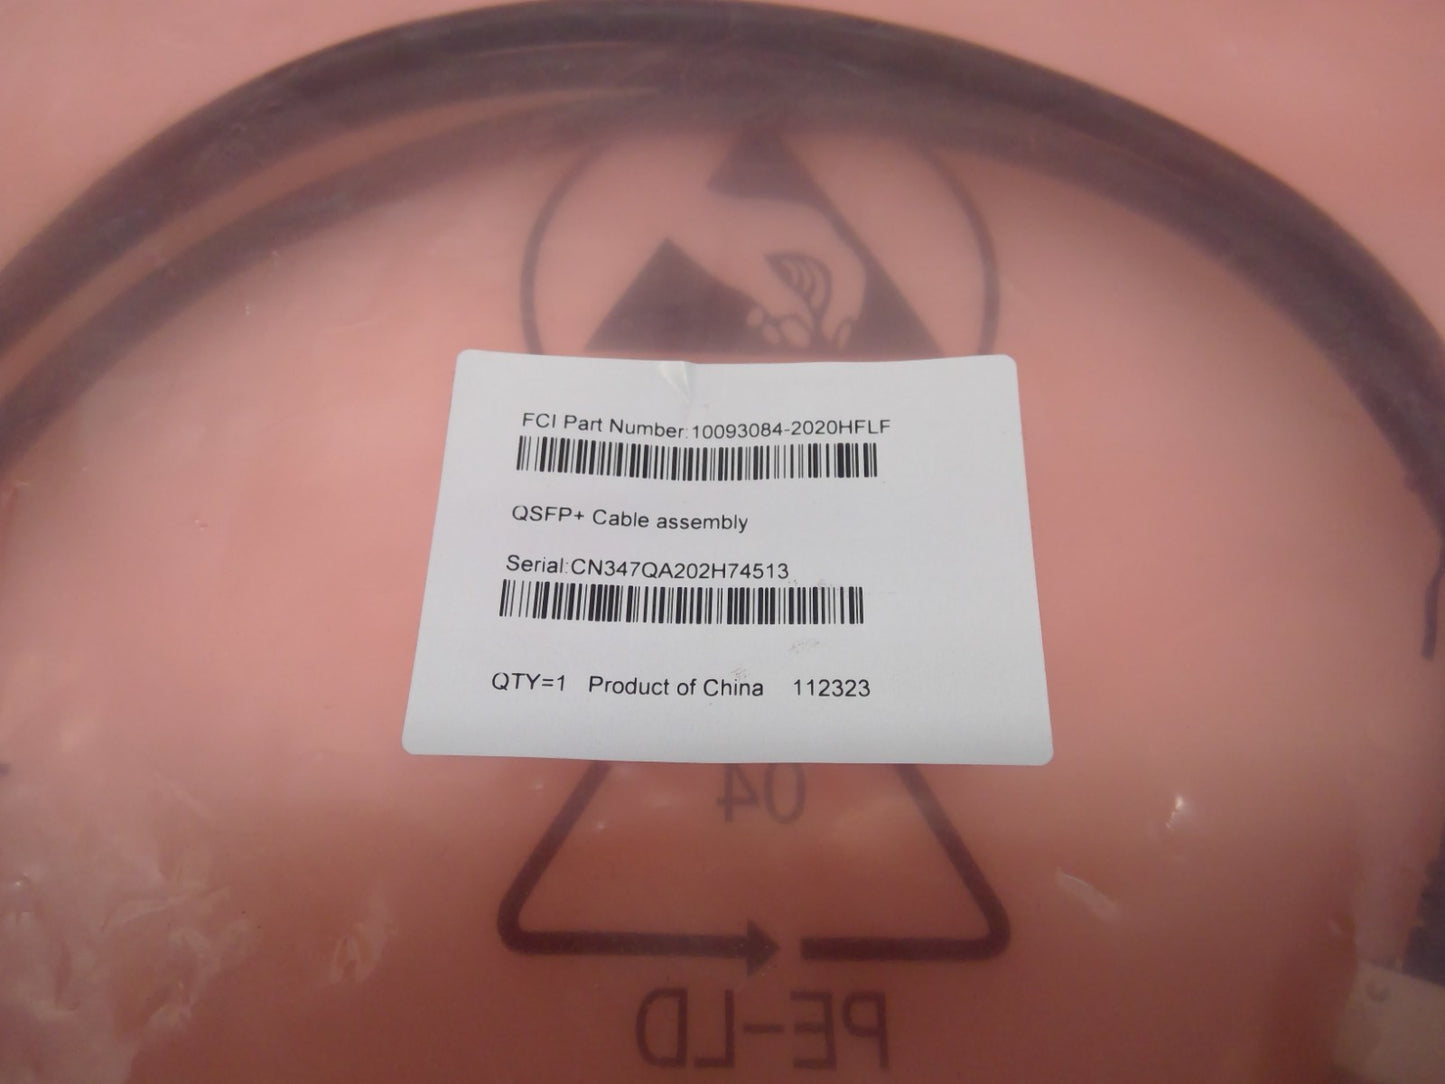 FCI Part Number:10093084-2020HFLF
QSFP+ Cable assembly
Serial:CN347QA202H74513
QTY=1 Product of China 112323
04
PE-LD